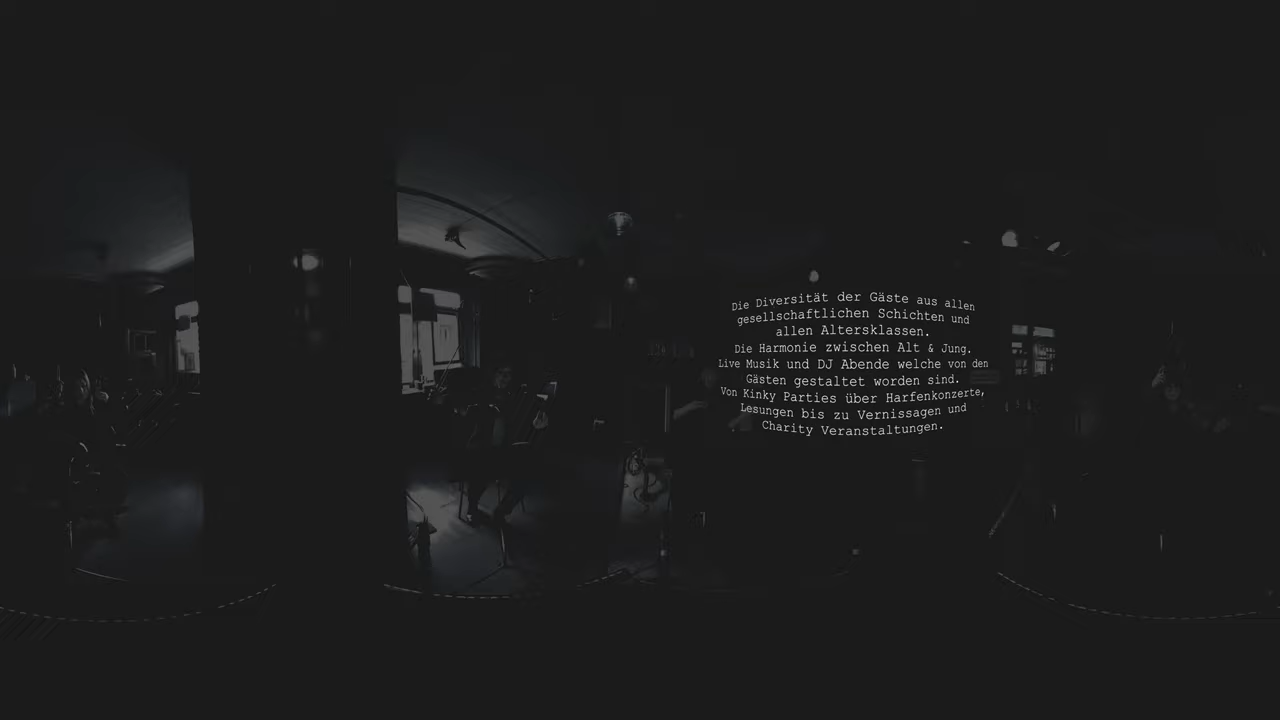 Die Diversität der Gäste aus allen
gesellschaftlichen Schichten und
allen Altersklassen.
Die Harmonie zwischen Alt & Jung.
Live Musik und DJ Abende welche von den
Gästen gestaltet worden sind.
Von Kinky Parties über Harfenkonzerte,
Lesungen bis zu Vernissagen und
Charity Veranstaltungen.